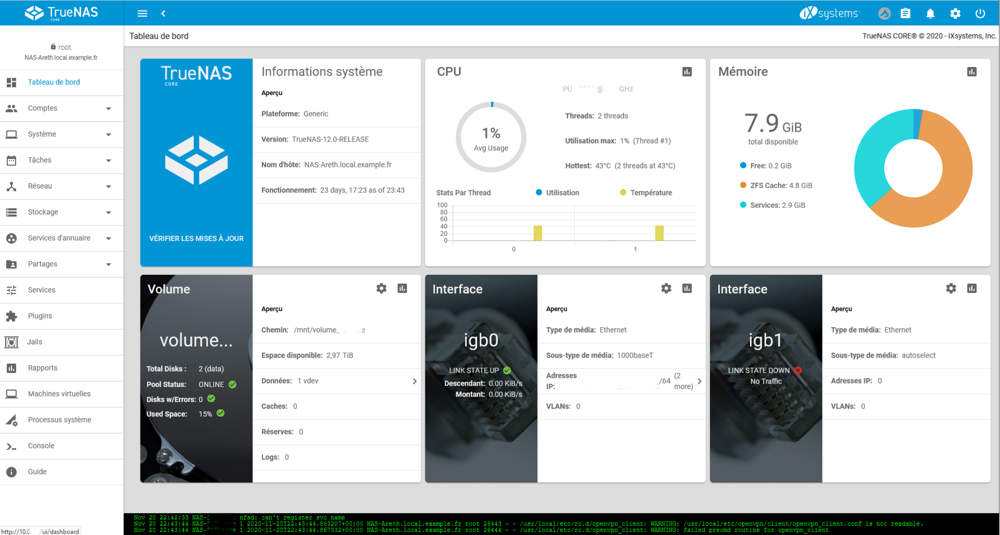 TrueNAS
CORE
iXsystems
Tableau de bord
TrueNAS CORE® © 2020 - iXsystems, Inc.
root
NAS-Areth.local.example.fr
Tableau de bord
Comptes
Système
Tâches
Réseau
Stockage
Services d'annuaire
Partages
Services
Plugins
Jails
Rapports
Machines virtuelles
Processus système
Console
Guide
TrueNAS
CORE
VÉRIFIER LES MISES À JOUR
Informations système
Aperçu
Plateforme: Generic
Version: TrueNAS-12.0-RELEASE
Nom d'hôte: NAS-Areth.local.example.fr
Fonctionnement: 23 days, 17:23 as of 23:43
CPU
CPU @ GHz
1%
Avg Usage
Threads: 2 threads
Utilisation max: 1% (Thread #1)
Hottest: 43°C (2 threads at 43°C)
Stats Par Thread
Utilisation
Température
100
80
60
40
20
0
0
1
Mémoire
7.9 GiB
total disponible
Free: 0.2 GiB
ZFS Cache: 4.8 GiB
Services: 2.9 GiB
Volume
volume...
Total Disks : 2 (data)
Pool Status: ONLINE
Disks w/Errors: 0
Used Space: 15%
Aperçu
Chemin: /mnt/volume_
Espace disponible: 2,97 TiB
Données: 1 vdev
Caches: 0
Réserves: 0
Logs: 0
Interface
igb0
LINK STATE UP
Descendant: 0.00 KiB/s
Montant: 0.00 KiB/s
Aperçu
Type de média: Ethernet
Sous-type de média: 1000baseT
Adresses IP: /64 (2 more)
VLANs: 0
Interface
igb1
LINK STATE DOWN
No Traffic
Aperçu
Type de média: Ethernet
Sous-type de média: autoselect
Adresses IP: 0
VLANs: 0
Nov 20 22:42:33 NAS- nfsd: can't register svc name
Nov 20 22:43:44 NAS- 1 2020-11-20T22:43:44.863207+00:00 NAS-Areth.local.example.fr root 26443 - - /usr/local/etc/rc.d/openvpn_client: WARNING: /usr/local/etc/openvpn/client/openvpn_client.conf is not readable.
Nov 20 22:43:44 NAS- 1 2020-11-20T22:43:44.867332+00:00 NAS-Areth.local.example.fr root 26444 - - /usr/local/etc/rc.d/openvpn_client: WARNING: failed precmd routine for openvpn_client
http://10.0. /ui/dashboard